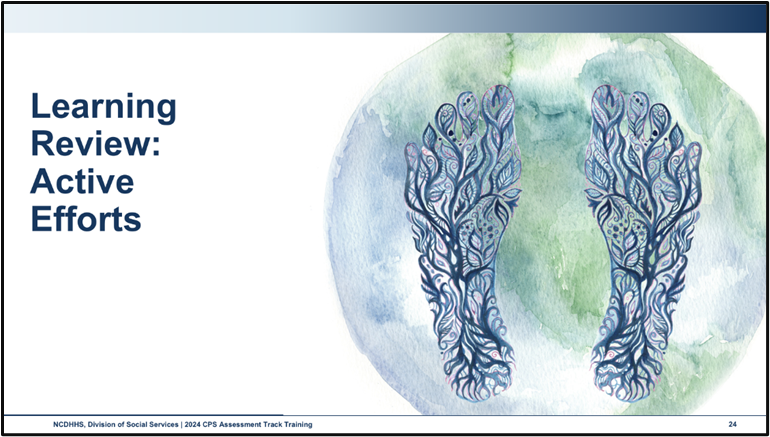 Learning
Review:
Active
Efforts
NCDHHS, Division of Social Services | 2024 CPS Assessment Track Training
24